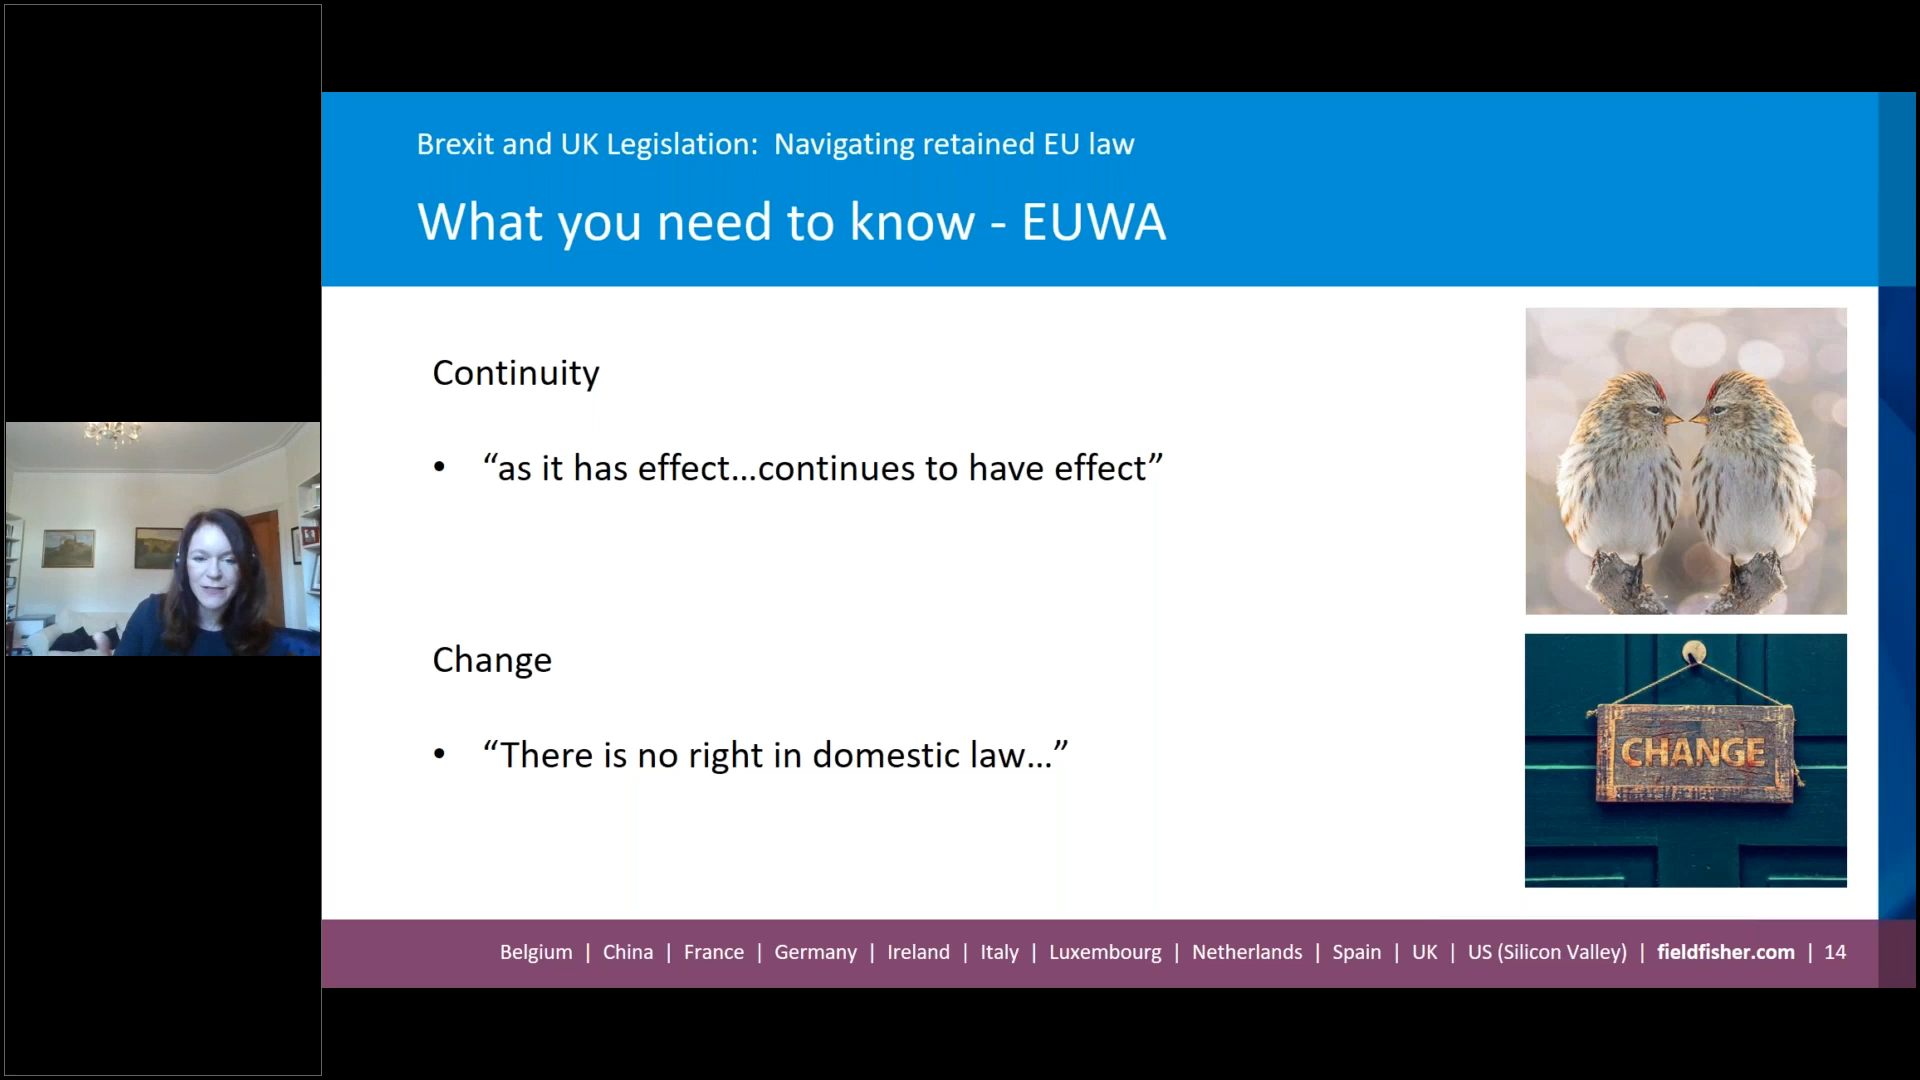 Brexit and UK Legislation:  Navigating retained EU law
What you need to know - EUWA
Continuity
• “as it has effect…continues to have effect”
Change
• “There is no right in domestic law…”
CHANGE
Belgium | China | France | Germany | Ireland | Italy | Luxembourg | Netherlands | Spain | UK | US (Silicon Valley) | fieldfisher.com | 14